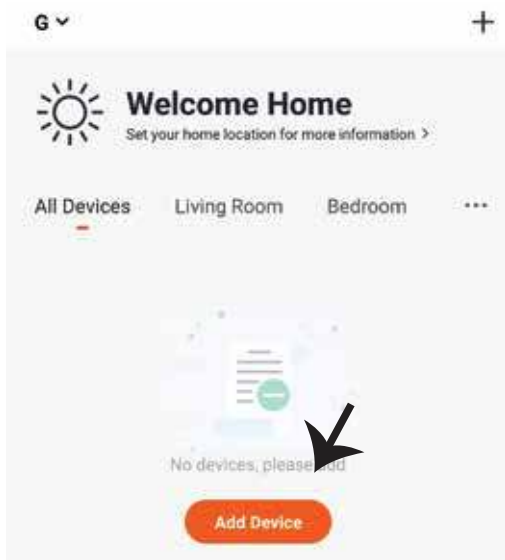 G
+
Welcome Home
Set your home location for more information >
All Devices Living Room Bedroom ...
No devices, please add
Add Device